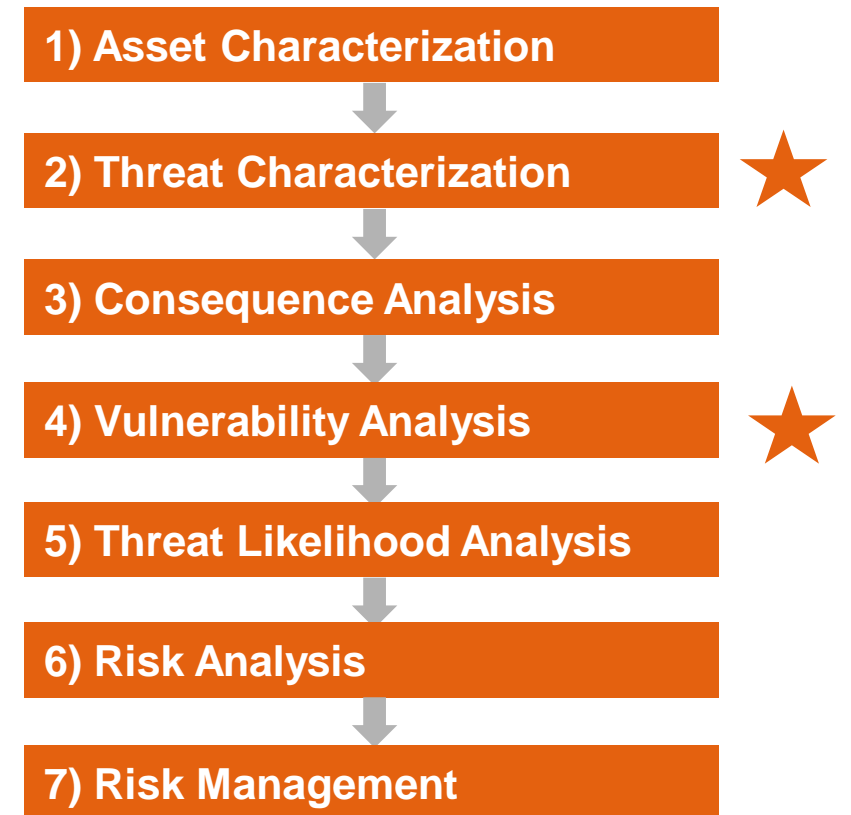 1) Asset Characterization
2) Threat Characterization
3) Consequence Analysis
4) Vulnerability Analysis
5) Threat Likelihood Analysis
6) Risk Analysis
7) Risk Management